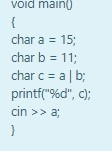 void main()
{
char a = 15;
char b = 11;
char c = a | b;
printf("%d", c);
cin >> a;
}